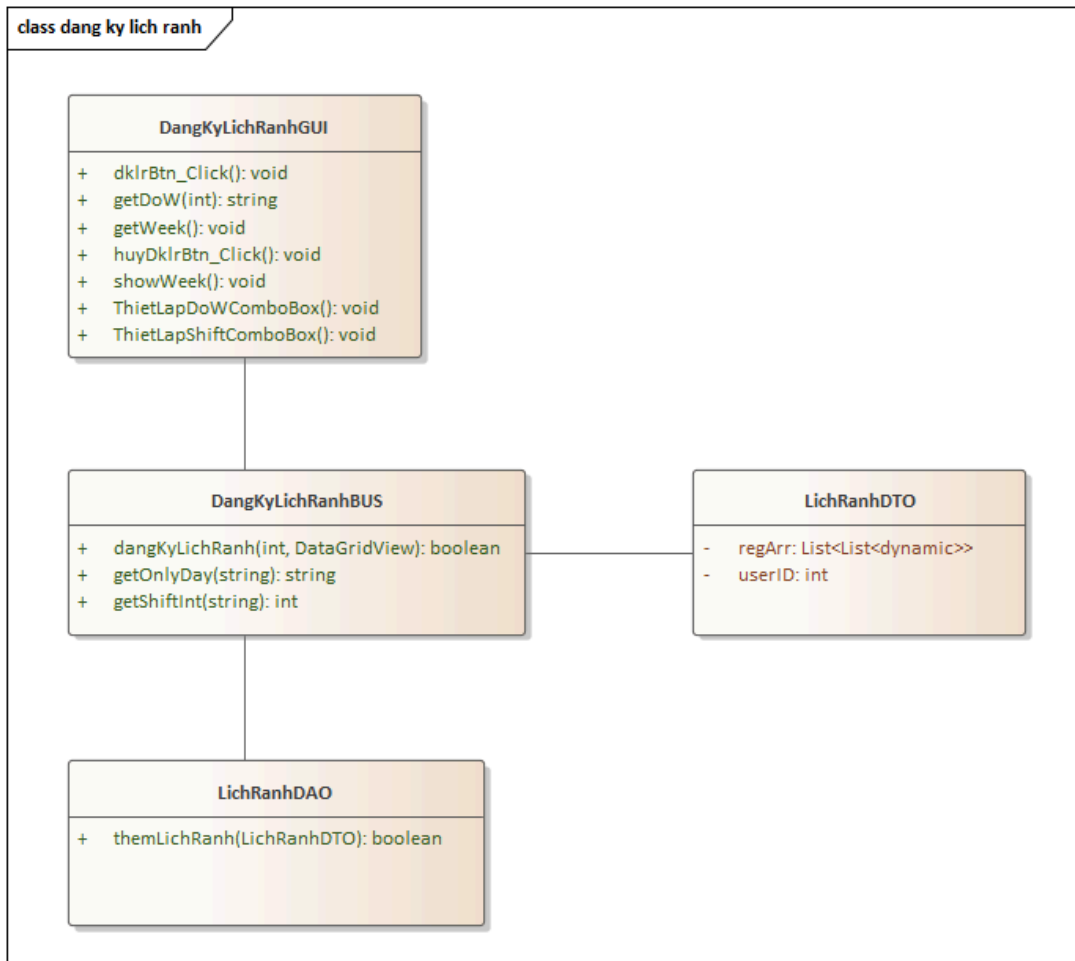 class dang ky lich ranh
DangKyLichRanhGUI
+ dklrBtn_Click(): void
+ getDoW(int): string
+ getWeek(): void
+ huyDklrBtn_Click(): void
+ showWeek(): void
+ ThietLapDoWComboBox(): void
+ ThietLapShiftComboBox(): void
DangKyLichRanhBUS
+ dangKyLichRanh(int, DataGridView): boolean
+ getOnlyDay(string): string
+ getShiftInt(string): int
LichRanhDTO
- regArr: List<List<dynamic>>
- userID: int
LichRanhDAO
+ themLichRanh(LichRanhDTO): boolean